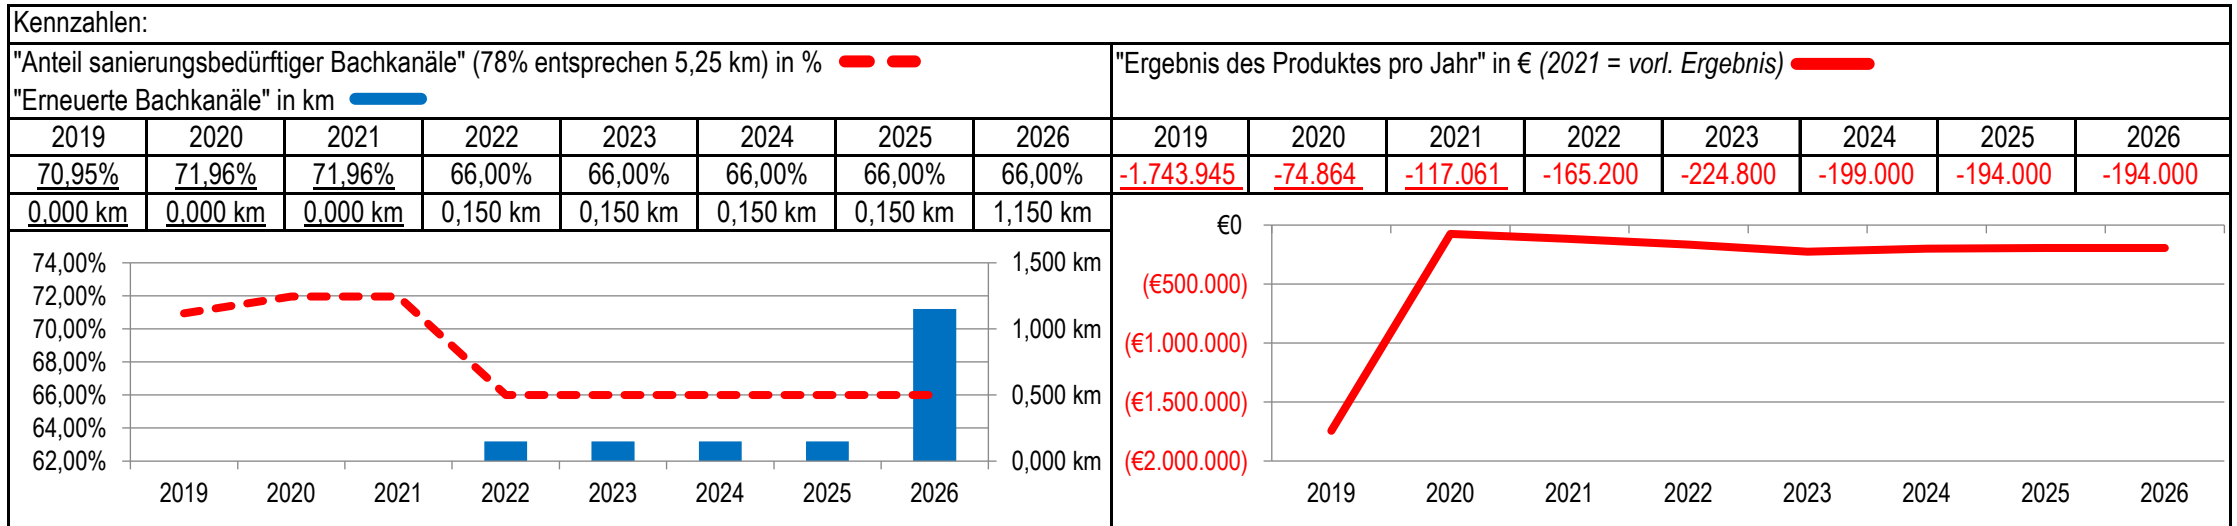 Kennzahlen:
"Anteil sanierungsbedürftiger Bachkanäle" (78% entsprechen 5,25 km) in %
"Erneuerte Bachkanäle" in km
2019 2020 2021 2022 2023 2024 2025 2026
70,95% 71,96% 71,96% 66,00% 66,00% 66,00% 66,00% 66,00%
0,000 km 0,000 km 0,000 km 0,150 km 0,150 km 0,150 km 0,150 km 1,150 km
74,00%
72,00%
70,00%
68,00%
66,00%
64,00%
62,00%
1,500 km
1,000 km
0,500 km
0,000 km
2019 2020 2021 2022 2023 2024 2025 2026
"Ergebnis des Produktes pro Jahr" in € (2021 = vorl. Ergebnis)
2019 2020 2021 2022 2023 2024 2025 2026
-1.743.945 -74.864 -117.061 -165.200 -224.800 -199.000 -194.000 -194.000
€0
(€500.000)
(€1.000.000)
(€1.500.000)
(€2.000.000)
2019 2020 2021 2022 2023 2024 2025 2026